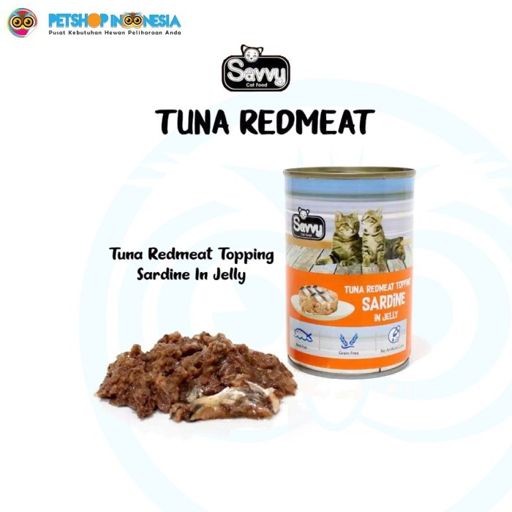 PETSHOP INDONESIA
Pusat Kebutuhan Hewan Peliharaan Anda
Savvy
Cat Food
TUNA REDMEAT
Tuna Redmeat Topping
Sardine In Jelly
Savvy
TUNA REDMEAT TOPPING
SARDINE
IN JELLY
Grain Free